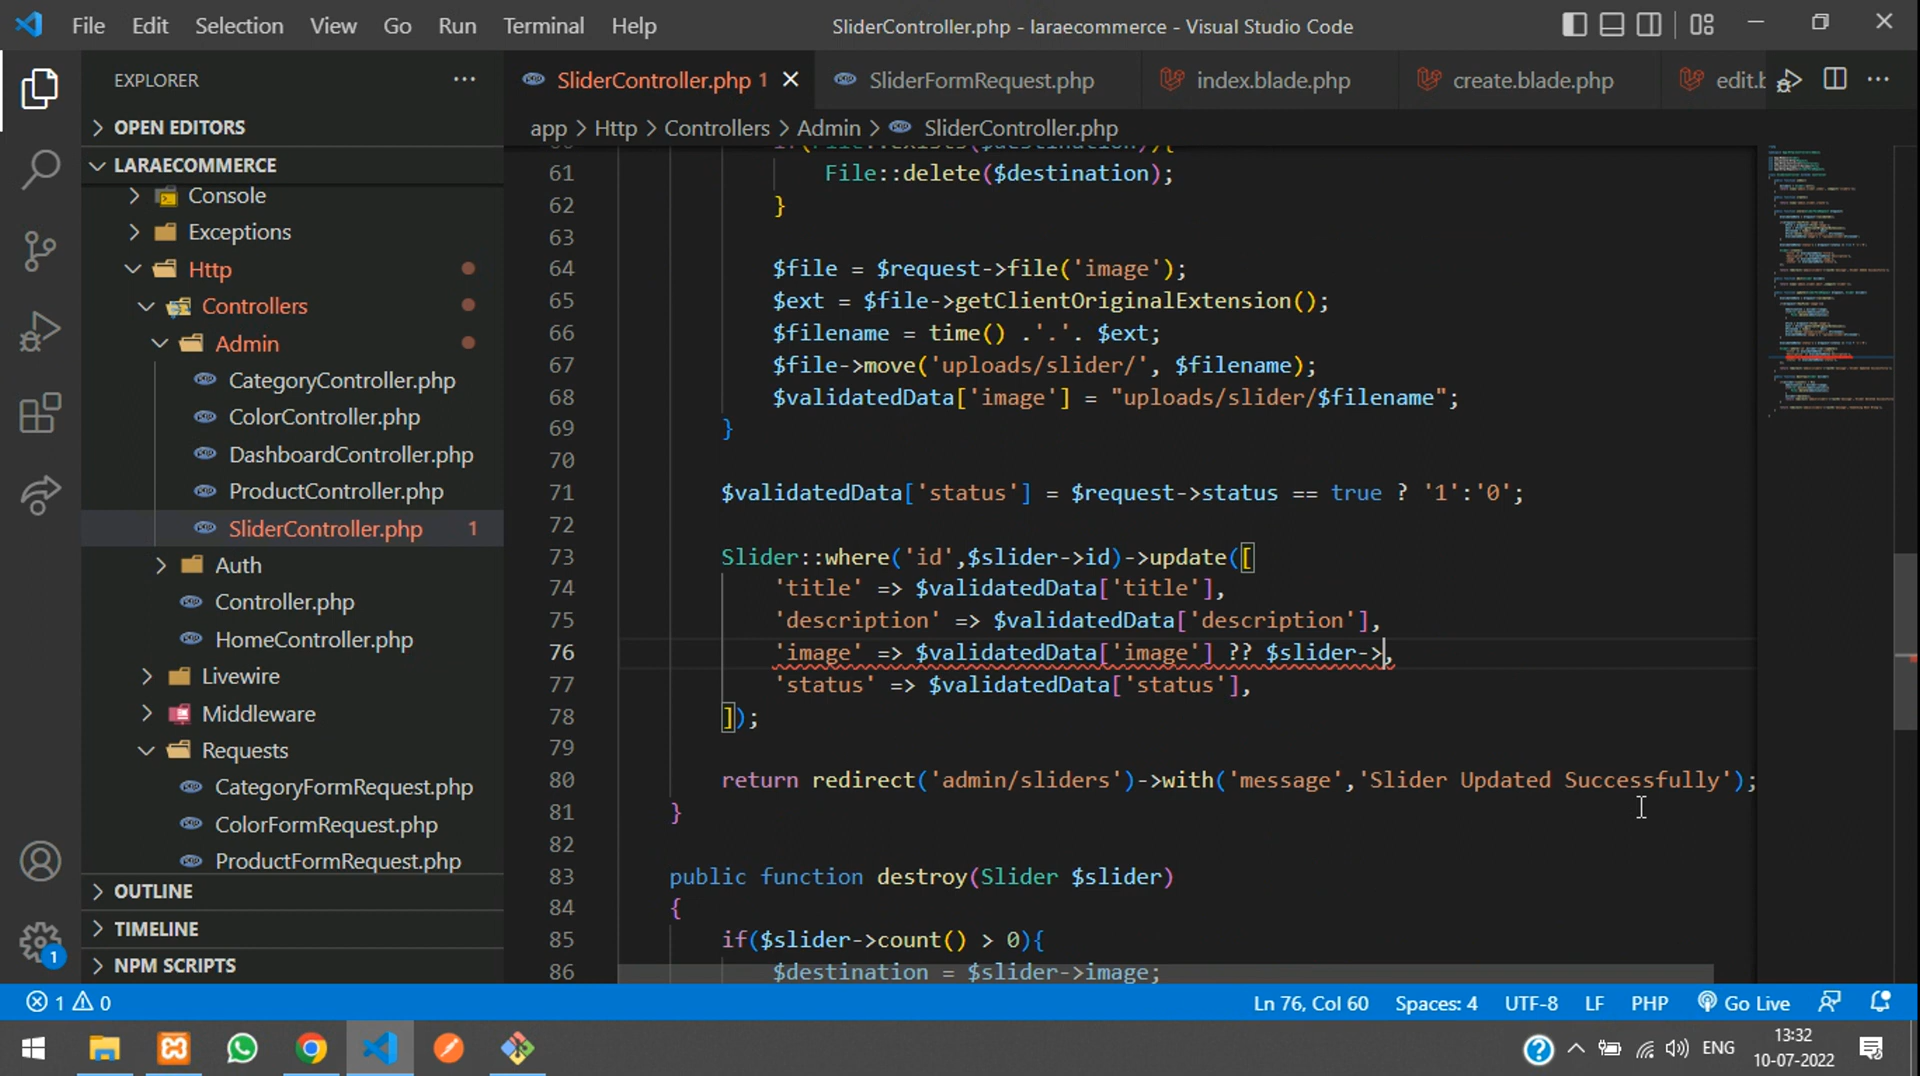 File Edit Selection View Go Run Terminal Help
SliderController.php - laraecommerce - Visual Studio Code
EXPLORER
SliderController.php 1
SliderFormRequest.php
index.blade.php
create.blade.php
edit.b
OPEN EDITORS
app > Http > Controllers > Admin > SliderController.php
LARAECOMMERCE
Console
Exceptions
Http
Controllers
Admin
CategoryController.php
ColorController.php
DashboardController.php
ProductController.php
SliderController.php 1
Auth
Controller.php
HomeController.php
Livewire
Middleware
Requests
CategoryFormRequest.php
ColorFormRequest.php
ProductFormRequest.php
OUTLINE
TIMELINE
NPM SCRIPTS
if(File::exists($destination)){
61 File::delete($destination);
62 }
63
64 $file = $request->file('image');
65 $ext = $file->getClientOriginalExtension();
66 $filename = time() .'.'. $ext;
67 $file->move('uploads/slider/', $filename);
68 $validatedData['image'] = "uploads/slider/$filename";
69 }
70
71 $validatedData['status'] = $request->status == true ? '1':'0';
72
73 Slider::where('id',$slider->id)->update([
74 'title' => $validatedData['title'],
75 'description' => $validatedData['description'],
76 'image' => $validatedData['image'] ?? $slider->,
77 'status' => $validatedData['status'],
78 ]);
79
80 return redirect('admin/sliders')->with('message','Slider Updated Successfully');
81 }
82
83 public function destroy(Slider $slider)
84 {
85 if($slider->count() > 0){
86 $destination = $slider->image;
1
1 0
Ln 76, Col 60 Spaces: 4 UTF-8 LF PHP Go Live
ENG
13:32
10-07-2022